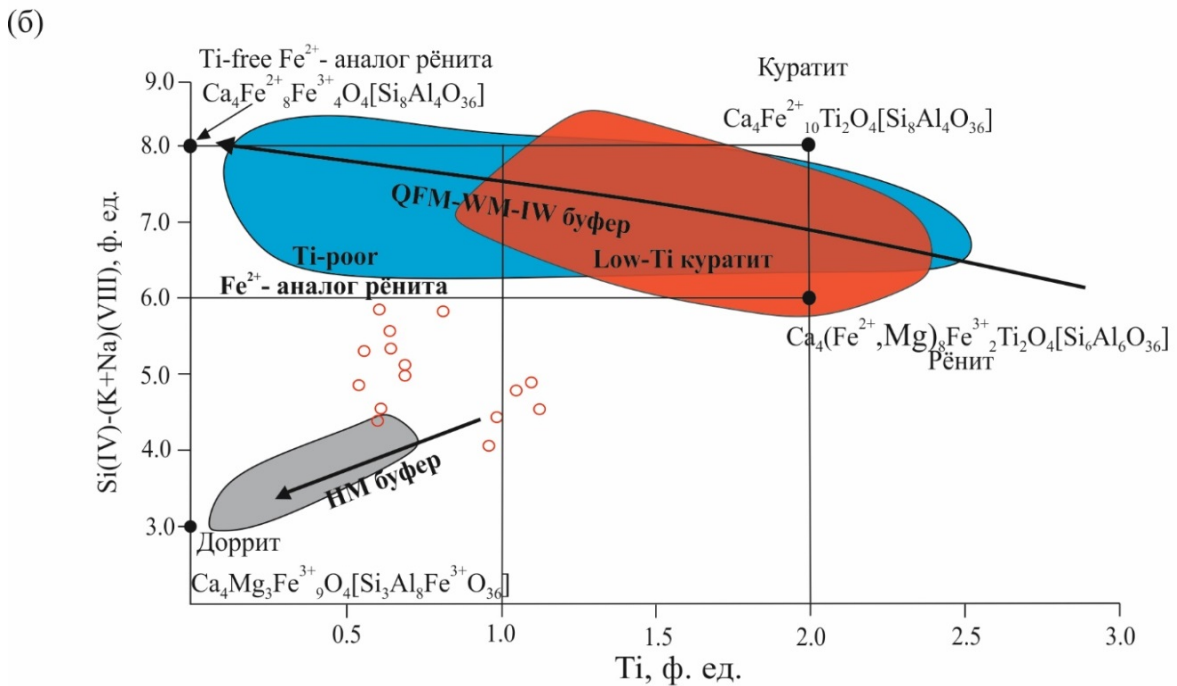 (б)
Ti-free Fe²⁺- аналог рёнита
Ca₄Fe²⁺₈Fe³⁺₄O₄[Si₈Al₄O₃₆]
Куратит
Ca₄Fe²⁺₁₀Ti₂O₄[Si₈Al₄O₃₆]
9.0
8.0
7.0
6.0
5.0
4.0
3.0
Si(IV)-(K+Na)(VIII), ф. ед.
QFM-WM-IW буфер
Ti-poor
Fe²⁺- аналог рёнита
Low-Ti куратит
Ca₄(Fe²⁺,Mg)₈Fe³⁺₂Ti₂O₄[Si₆Al₆O₃₆]
Рёнит
НМ буфер
Доррит
Ca₄Mg₃Fe³⁺₉O₄[Si₃Al₈Fe³⁺O₃₆]
0.5
1.0
1.5
2.0
2.5
3.0
Ti, ф. ед.